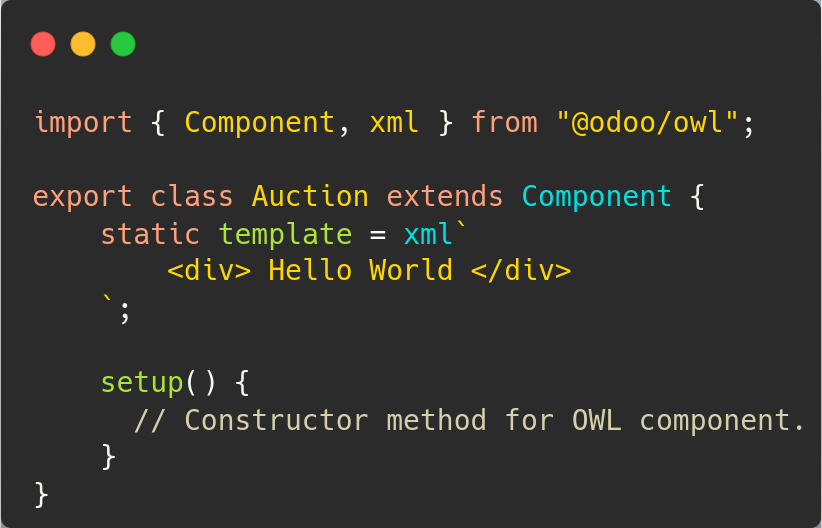 import { Component, xml } from "@odoo/owl";
export class Auction extends Component {
    static template = xml`
        <div> Hello World </div>
    `;
    setup() {
      // Constructor method for OWL component.
    }
}